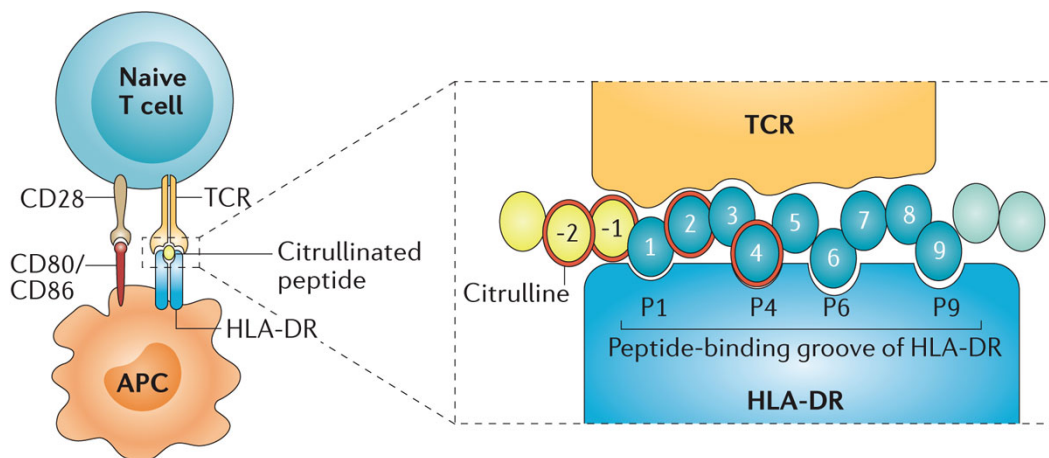 Naive
T cell
CD28
TCR
CD80/
CD86
Citrullinated
peptide
HLA-DR
APC
TCR
-2
-1
1
2
3
4
5
6
7
8
9
Citrulline
P1
P4
P6
P9
Peptide-binding groove of HLA-DR
HLA-DR